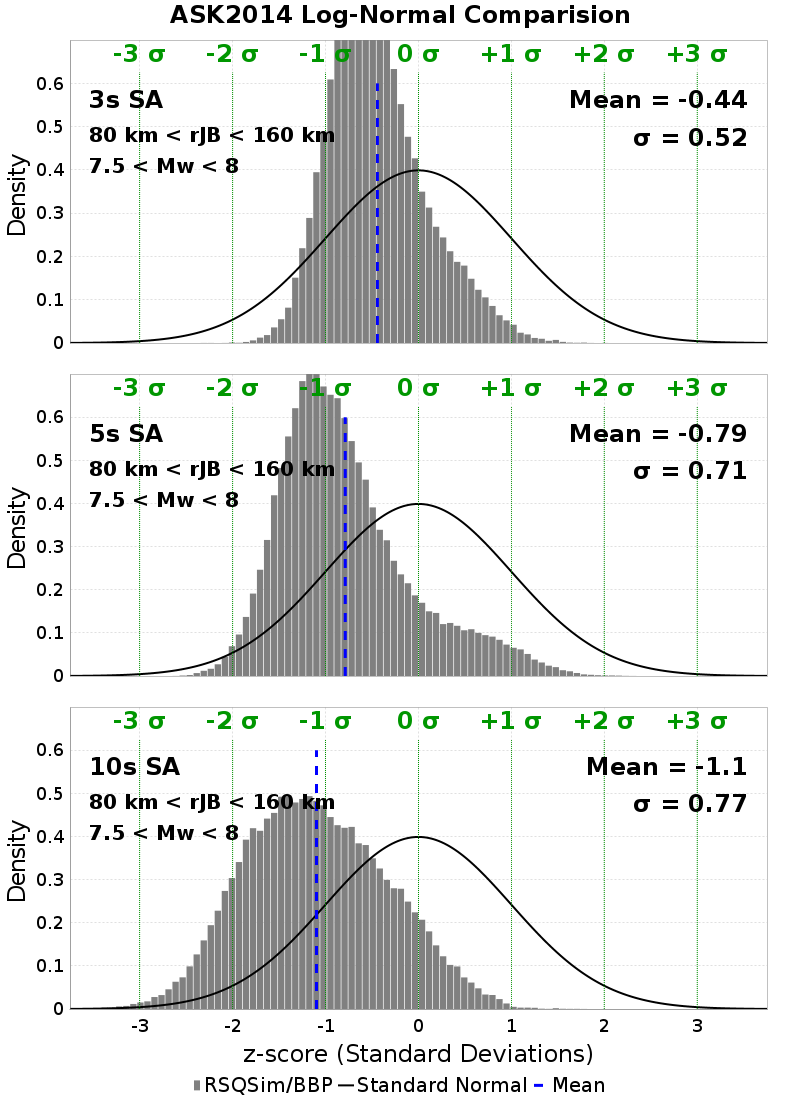 ASK2014 Log-Normal Comparision
-3 σ -2 σ -1 σ 0 σ +1 σ +2 σ +3 σ
3s SA
Mean = -0.44
80 km < rJB < 160 km
σ = 0.52
7.5 < Mw < 8
Density
0.6
0.5
0.4
0.3
0.2
0.1
0
-3 σ -2 σ -1 σ 0 σ +1 σ +2 σ +3 σ
5s SA
Mean = -0.79
80 km < rJB < 160 km
σ = 0.71
7.5 < Mw < 8
Density
0.6
0.5
0.4
0.3
0.2
0.1
0
-3 σ -2 σ -1 σ 0 σ +1 σ +2 σ +3 σ
10s SA
Mean = -1.1
80 km < rJB < 160 km
σ = 0.77
7.5 < Mw < 8
Density
0.6
0.5
0.4
0.3
0.2
0.1
0
-3 -2 -1 0 1 2 3
z-score (Standard Deviations)
RSQSim/BBP Standard Normal Mean